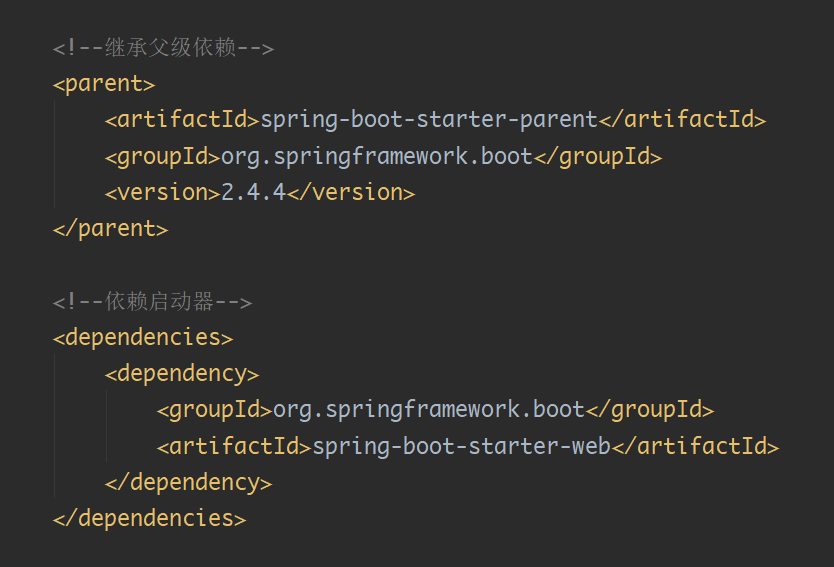 <!--继承父级依赖-->
<parent>
<artifactId>spring-boot-starter-parent</artifactId>
<groupId>org.springframework.boot</groupId>
<version>2.4.4</version>
</parent>
<!--依赖启动器-->
<dependencies>
<dependency>
<groupId>org.springframework.boot</groupId>
<artifactId>spring-boot-starter-web</artifactId>
</dependency>
</dependencies>